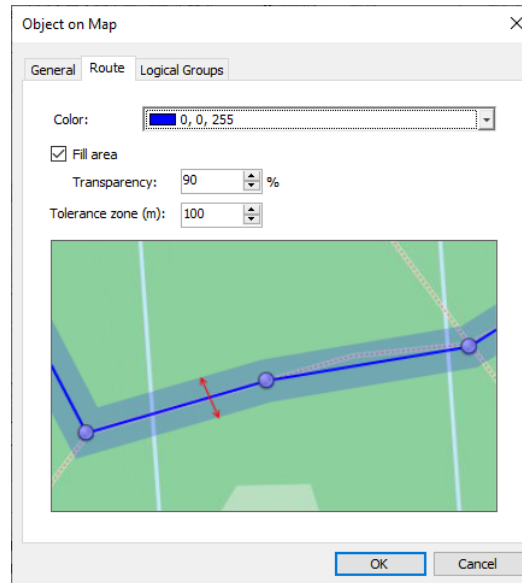 Object on Map
General Route Logical Groups
Color: 0, 0, 255
Fill area
Transparency: 90 %
Tolerance zone (m): 100
OK Cancel